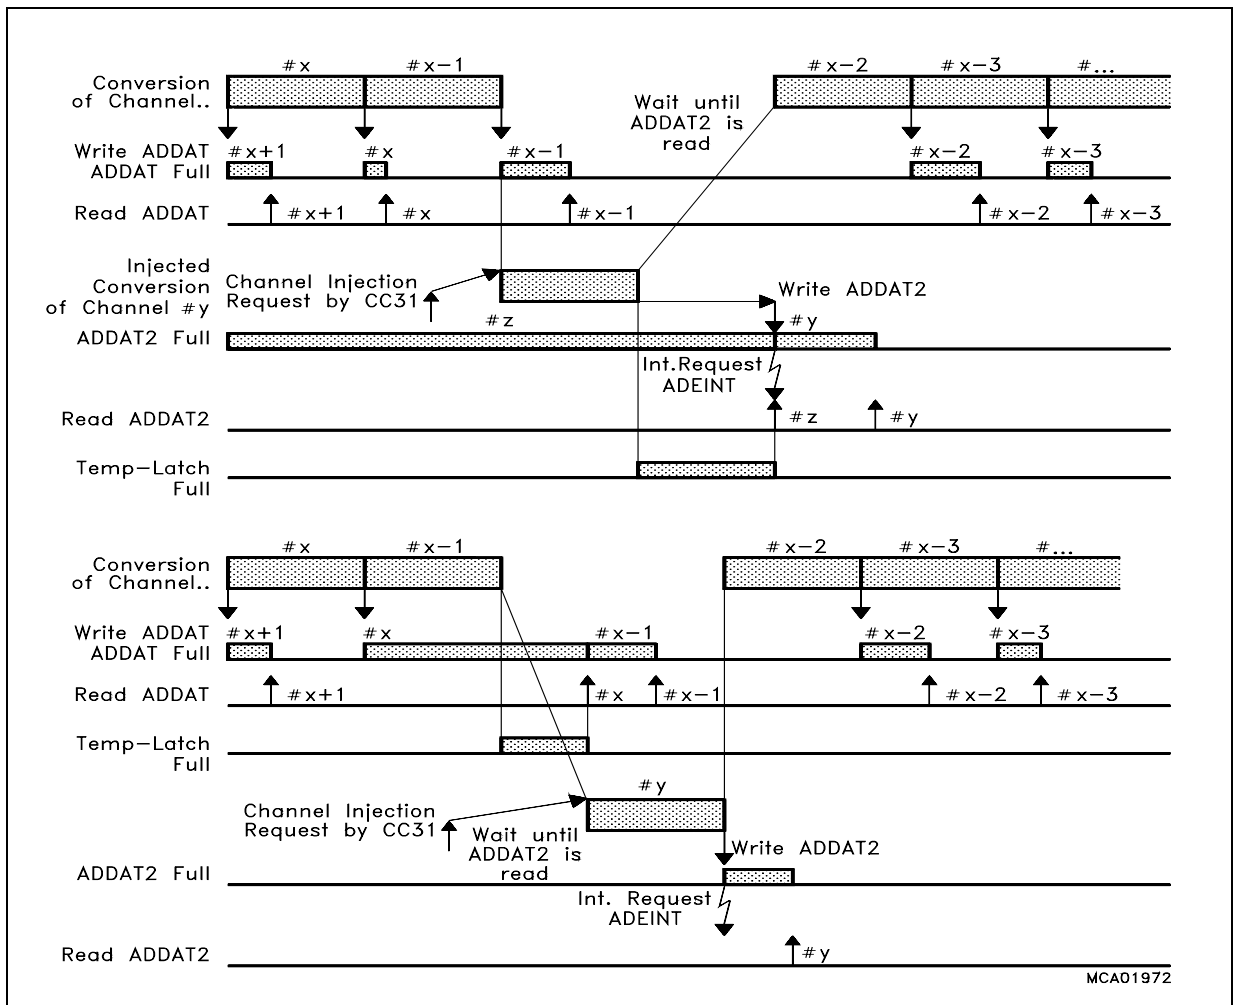 #x #x-1 #x-2 #x-3 #...
Conversion
of Channel..
Wait until
ADDAT2 is
read
Write ADDAT
ADDAT Full
#x+1 #x #x-1 #x-2 #x-3
Read ADDAT #x+1 #x #x-1 #x-2 #x-3
Injected
Conversion
of Channel #y
Channel Injection
Request by CC31
Write ADDAT2
#z #y
ADDAT2 Full
Int.Request
ADEINT
Read ADDAT2 #z #y
Temp-Latch
Full
#x #x-1 #x-2 #x-3 #...
Conversion
of Channel..
Write ADDAT
ADDAT Full
#x+1 #x #x-1 #x-2 #x-3
Read ADDAT #x+1 #x #x-1 #x-2 #x-3
Temp-Latch
Full
#y
Channel Injection
Request by CC31
Wait until
ADDAT2 is
read
Write ADDAT2
ADDAT2 Full
Int. Request
ADEINT
Read ADDAT2 #y
MCA01972